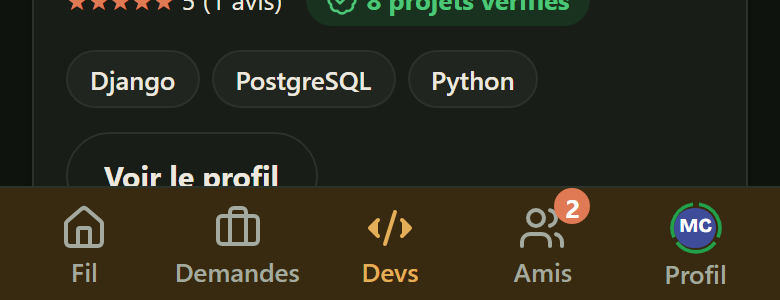 ★★★★★ 5 (1 avis) 8 projets vérifiés
Django PostgreSQL Python
Voir le profil
2
MC
Fil Demandes Devs Amis Profil